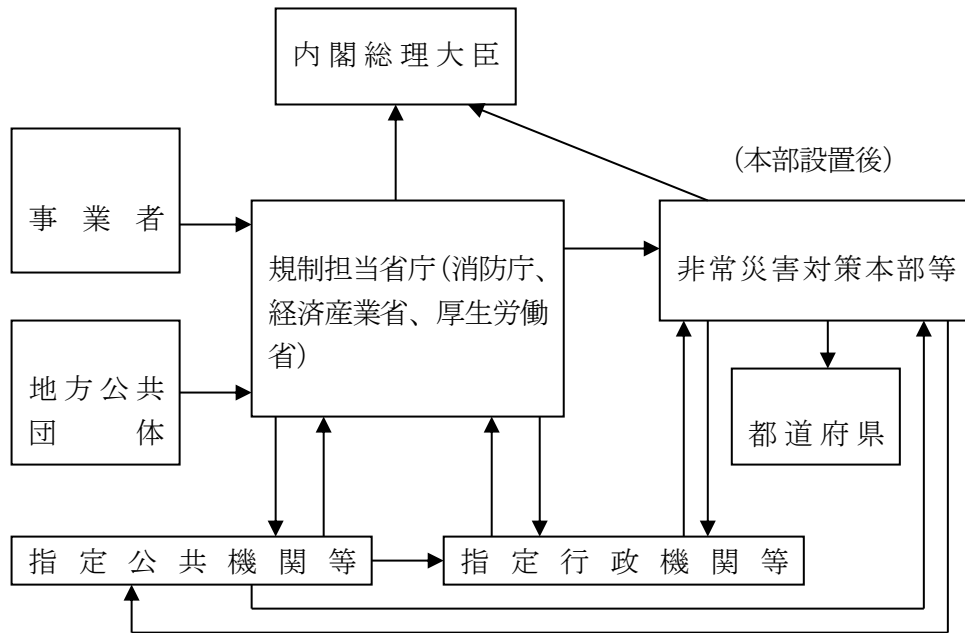 内閣総理大臣
(本部設置後)
事業者
規制担当省庁(消防庁、
経済産業省、厚生労働
省)
非常災害対策本部等
地方公共
団体
都道府県
指定公共機関等
指定行政機関等